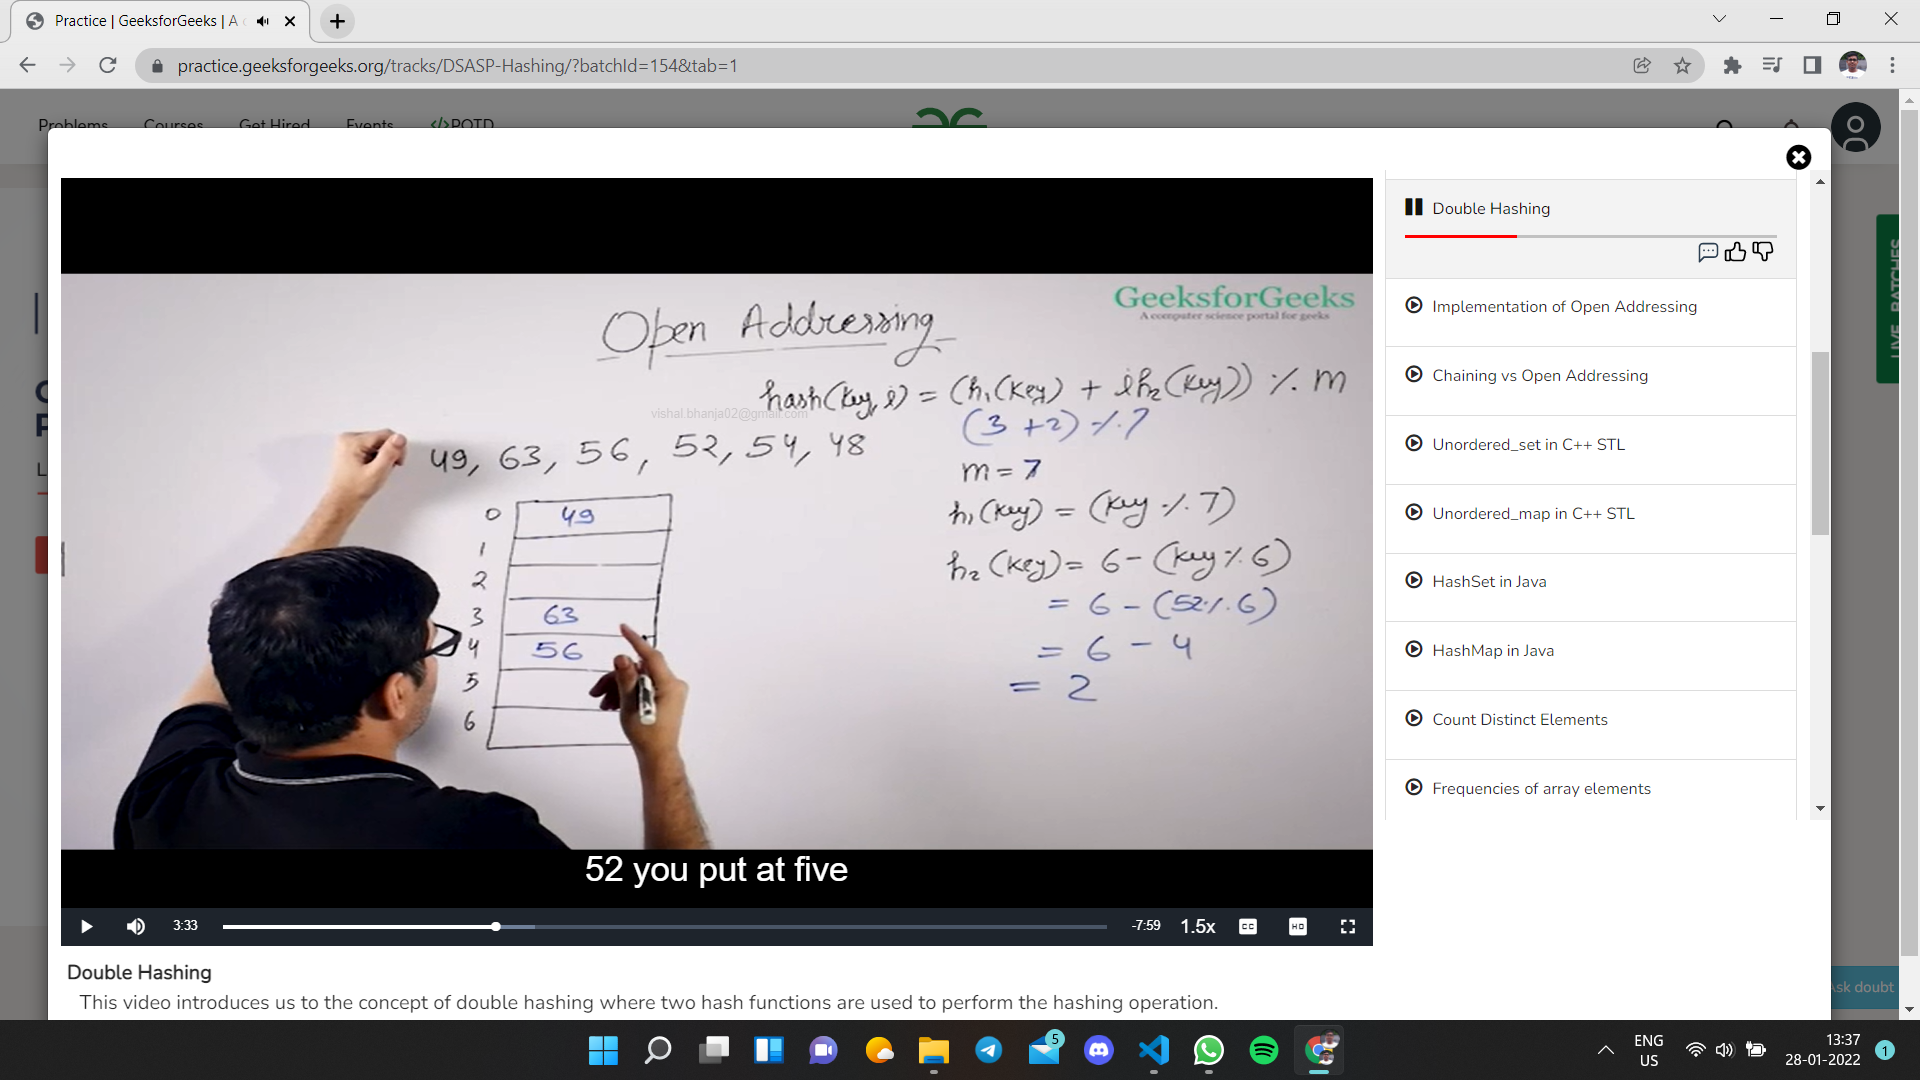 Practice | GeeksforGeeks | A
practice.geeksforgeeks.org/tracks/DSASP-Hashing/?batchId=154&tab=1
Problems Courses Get Hired Events </>POTD
LIVE BATCHES
GeeksforGeeks
A computer science portal for geeks
Open Addressing
hash(key, i) = (h₁(key) + ih₂(key)) % m
vishal.bhanja02@gmail.com
(3 + 2) % 7
49, 63, 56, 52, 54, 48
m = 7
h₁(key) = (key % 7)
h₂(key) = 6 - (key % 6)
= 6 - (52 % 6)
= 6 - 4
= 2
0 49
1
2
3 63
4 56
5
6
52 you put at five
3:33
-7:59
1.5x
CC
HD
Double Hashing
This video introduces us to the concept of double hashing where two hash functions are used to perform the hashing operation.
Double Hashing
Implementation of Open Addressing
Chaining vs Open Addressing
Unordered_set in C++ STL
Unordered_map in C++ STL
HashSet in Java
HashMap in Java
Count Distinct Elements
Frequencies of array elements
Ask doubt
5
ENG
US
13:37
28-01-2022
1